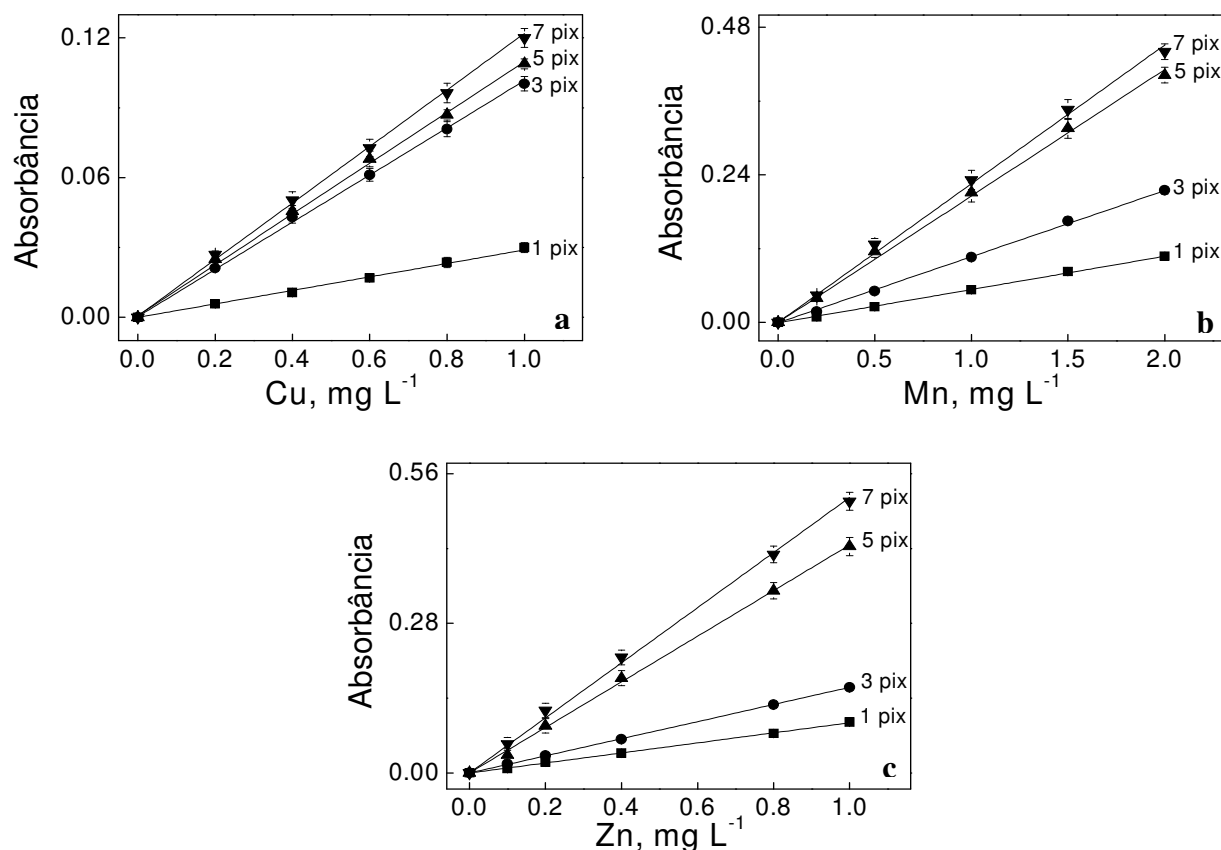 0.12
0.06
0.00
Absorbância
7 pix
5 pix
3 pix
1 pix
a
0.0 0.2 0.4 0.6 0.8 1.0
Cu, mg L⁻¹
0.48
0.24
0.00
Absorbância
7 pix
5 pix
3 pix
1 pix
b
0.0 0.5 1.0 1.5 2.0
Mn, mg L⁻¹
0.56
0.28
0.00
Absorbância
7 pix
5 pix
3 pix
1 pix
c
0.0 0.2 0.4 0.6 0.8 1.0
Zn, mg L⁻¹